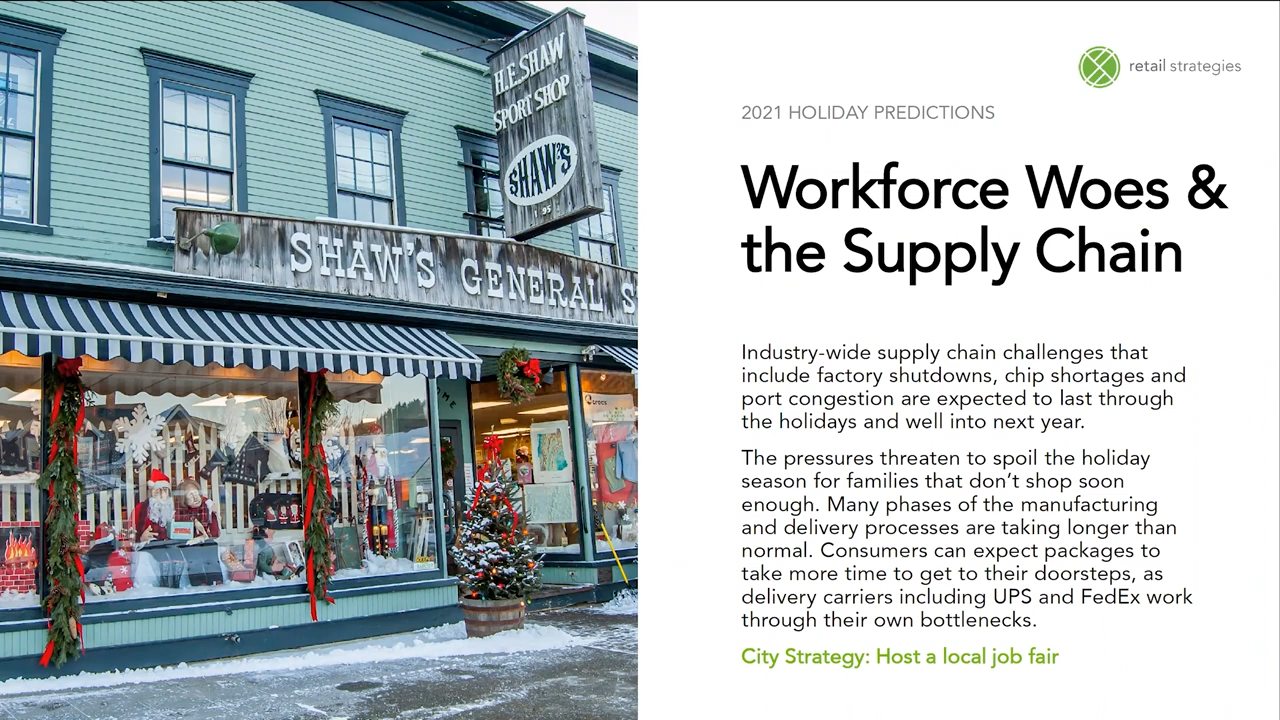 H.E. SHAW
SPORT SHOP
SHAW'S
SHAW'S GENERAL S
retail strategies
2021 HOLIDAY PREDICTIONS
Workforce Woes &
the Supply Chain
Industry-wide supply chain challenges that
include factory shutdowns, chip shortages and
port congestion are expected to last through
the holidays and well into next year.
The pressures threaten to spoil the holiday
season for families that don’t shop soon
enough. Many phases of the manufacturing
and delivery processes are taking longer than
normal. Consumers can expect packages to
take more time to get to their doorsteps, as
delivery carriers including UPS and FedEx work
through their own bottlenecks.
City Strategy: Host a local job fair